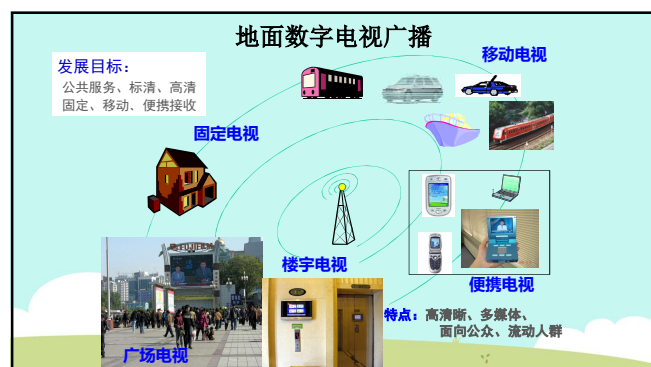 地面数字电视广播
移动电视
发展目标：
公共服务、标清、高清
固定、移动、便携接收
固定电视
楼宇电视
便携电视
特点：高清晰、多媒体、
面向公众、流动人群
广场电视